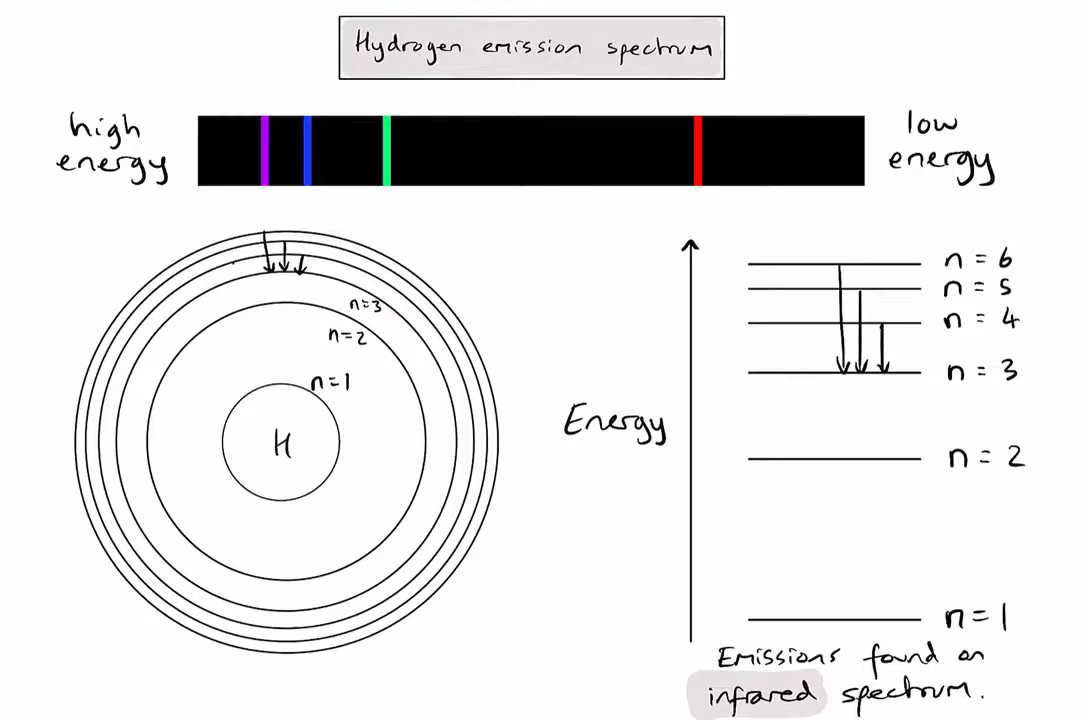 Hydrogen emission spectrum
high
energy
low
energy
n=3
n=2
n=1
H
Energy
n = 6
n = 5
n = 4
n = 3
n = 2
n = 1
Emissions found on
infrared spectrum.